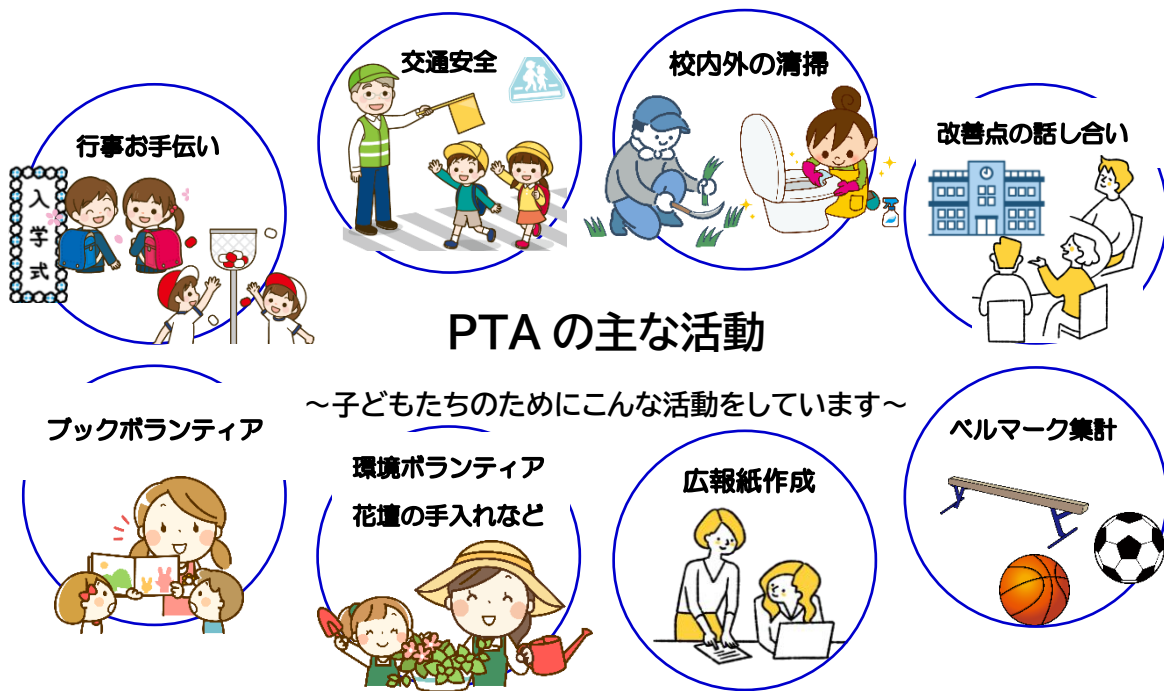 交通安全
校内外の清掃
行事お手伝い
改善点の話し合い
入学式
PTA の主な活動
～子どもたちのためにこんな活動をしています～
ブックボランティア
ベルマーク集計
環境ボランティア
花壇の手入れなど
広報紙作成